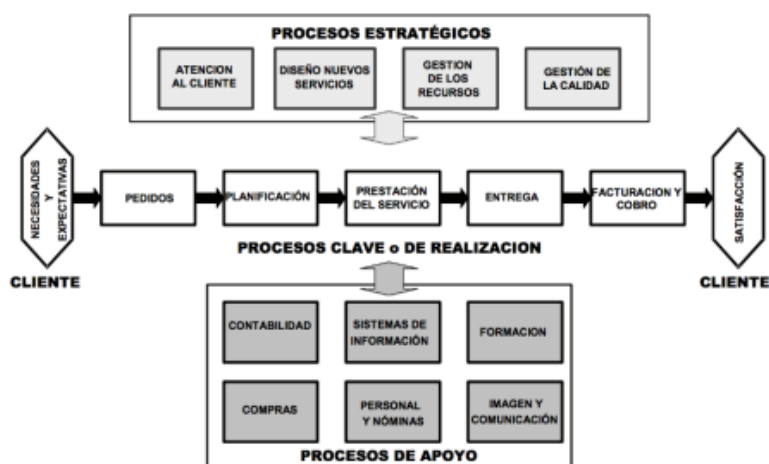 PROCESOS ESTRATÉGICOS
ATENCION
AL CLIENTE
DISEÑO NUEVOS
SERVICIOS
GESTION
DE LOS
RECURSOS
GESTIÓN DE
LA CALIDAD
NECESIDADES
Y
EXPECTATIVAS
CLIENTE
PEDIDOS
PLANIFICACIÓN
PRESTACIÓN
DEL SERVICIO
ENTREGA
FACTURACION Y
COBRO
SATISFACCIÓN
CLIENTE
PROCESOS CLAVE o DE REALIZACION
CONTABILIDAD
SISTEMAS DE
INFORMACIÓN
FORMACION
COMPRAS
PERSONAL
Y NÓMINAS
IMAGEN Y
COMUNICACIÓN
PROCESOS DE APOYO